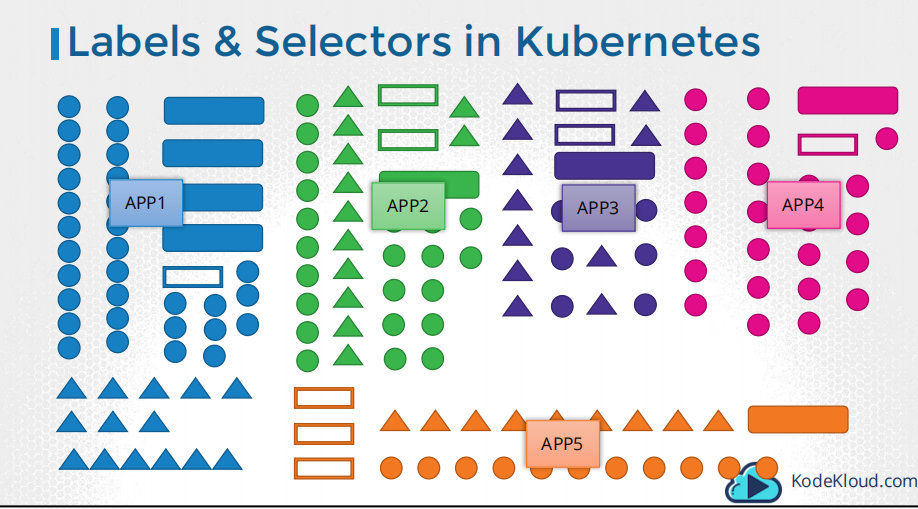 Labels & Selectors in Kubernetes
APP1
APP2
APP3
APP4
APP5
KodeKloud.com